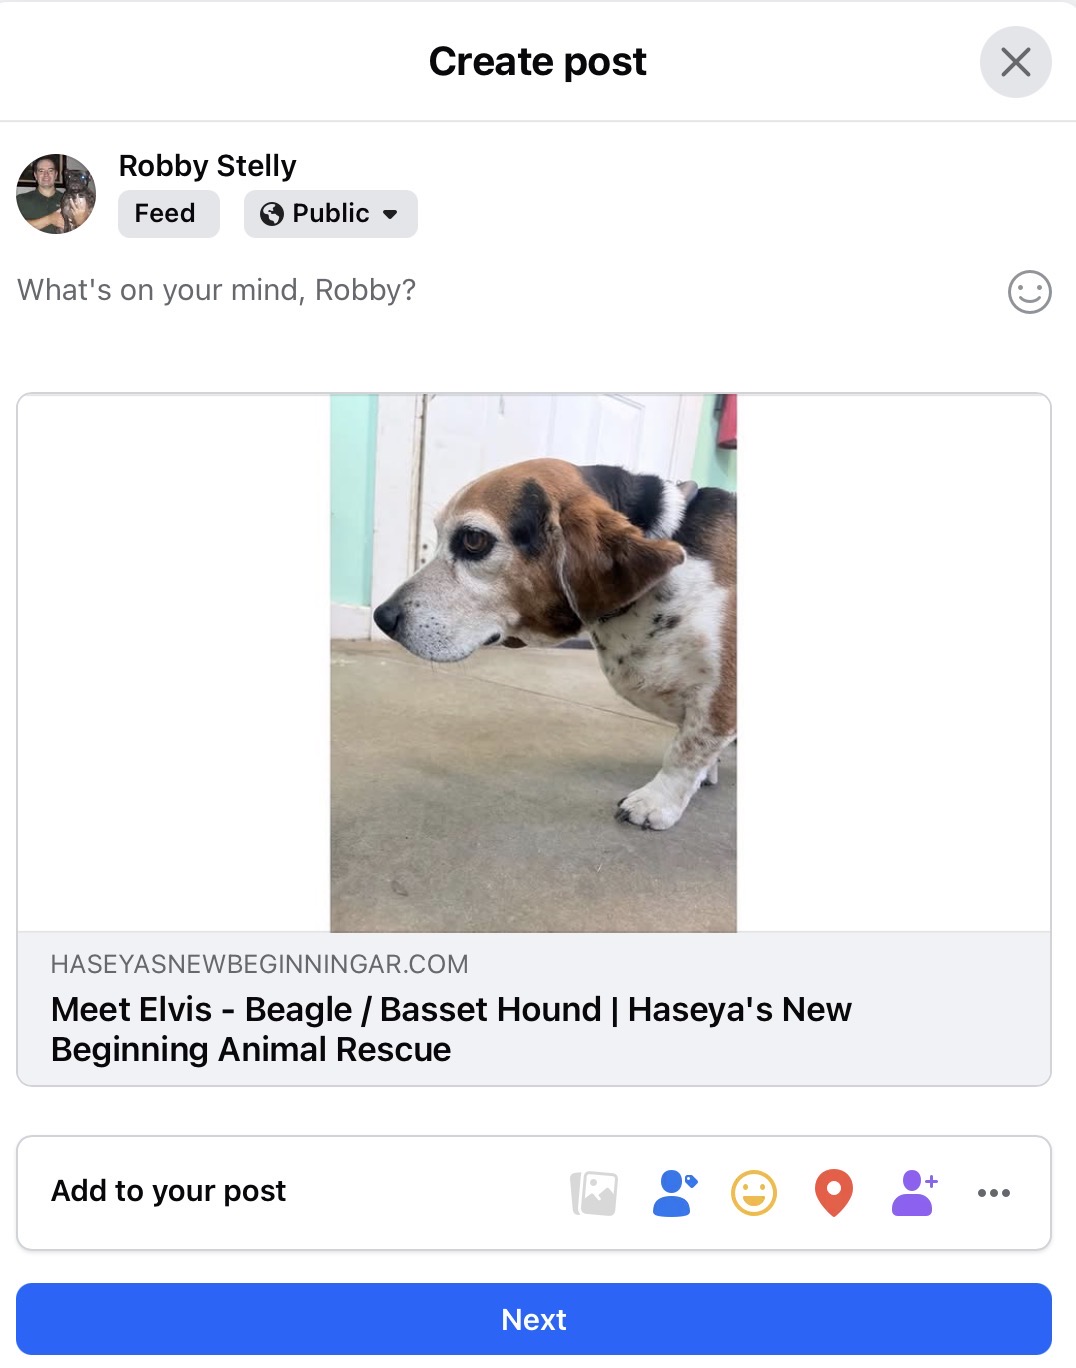 Create post
Robby Stelly
Feed
Public
What's on your mind, Robby?
HASEYASNEWBEGINNINGAR.COM
Meet Elvis - Beagle / Basset Hound | Haseya's New
Beginning Animal Rescue
Add to your post
Next